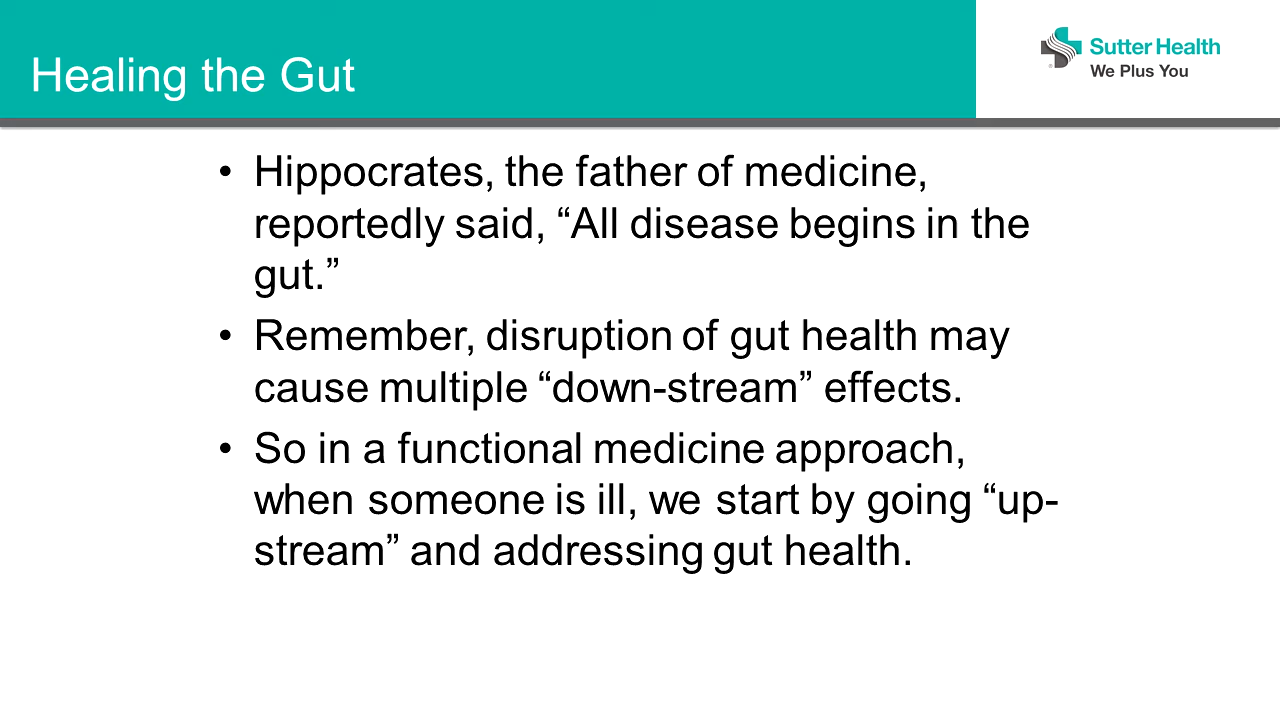 Healing the Gut
Sutter Health
We Plus You
• Hippocrates, the father of medicine,
reportedly said, “All disease begins in the
gut.”
• Remember, disruption of gut health may
cause multiple “down-stream” effects.
• So in a functional medicine approach,
when someone is ill, we start by going “up-
stream” and addressing gut health.